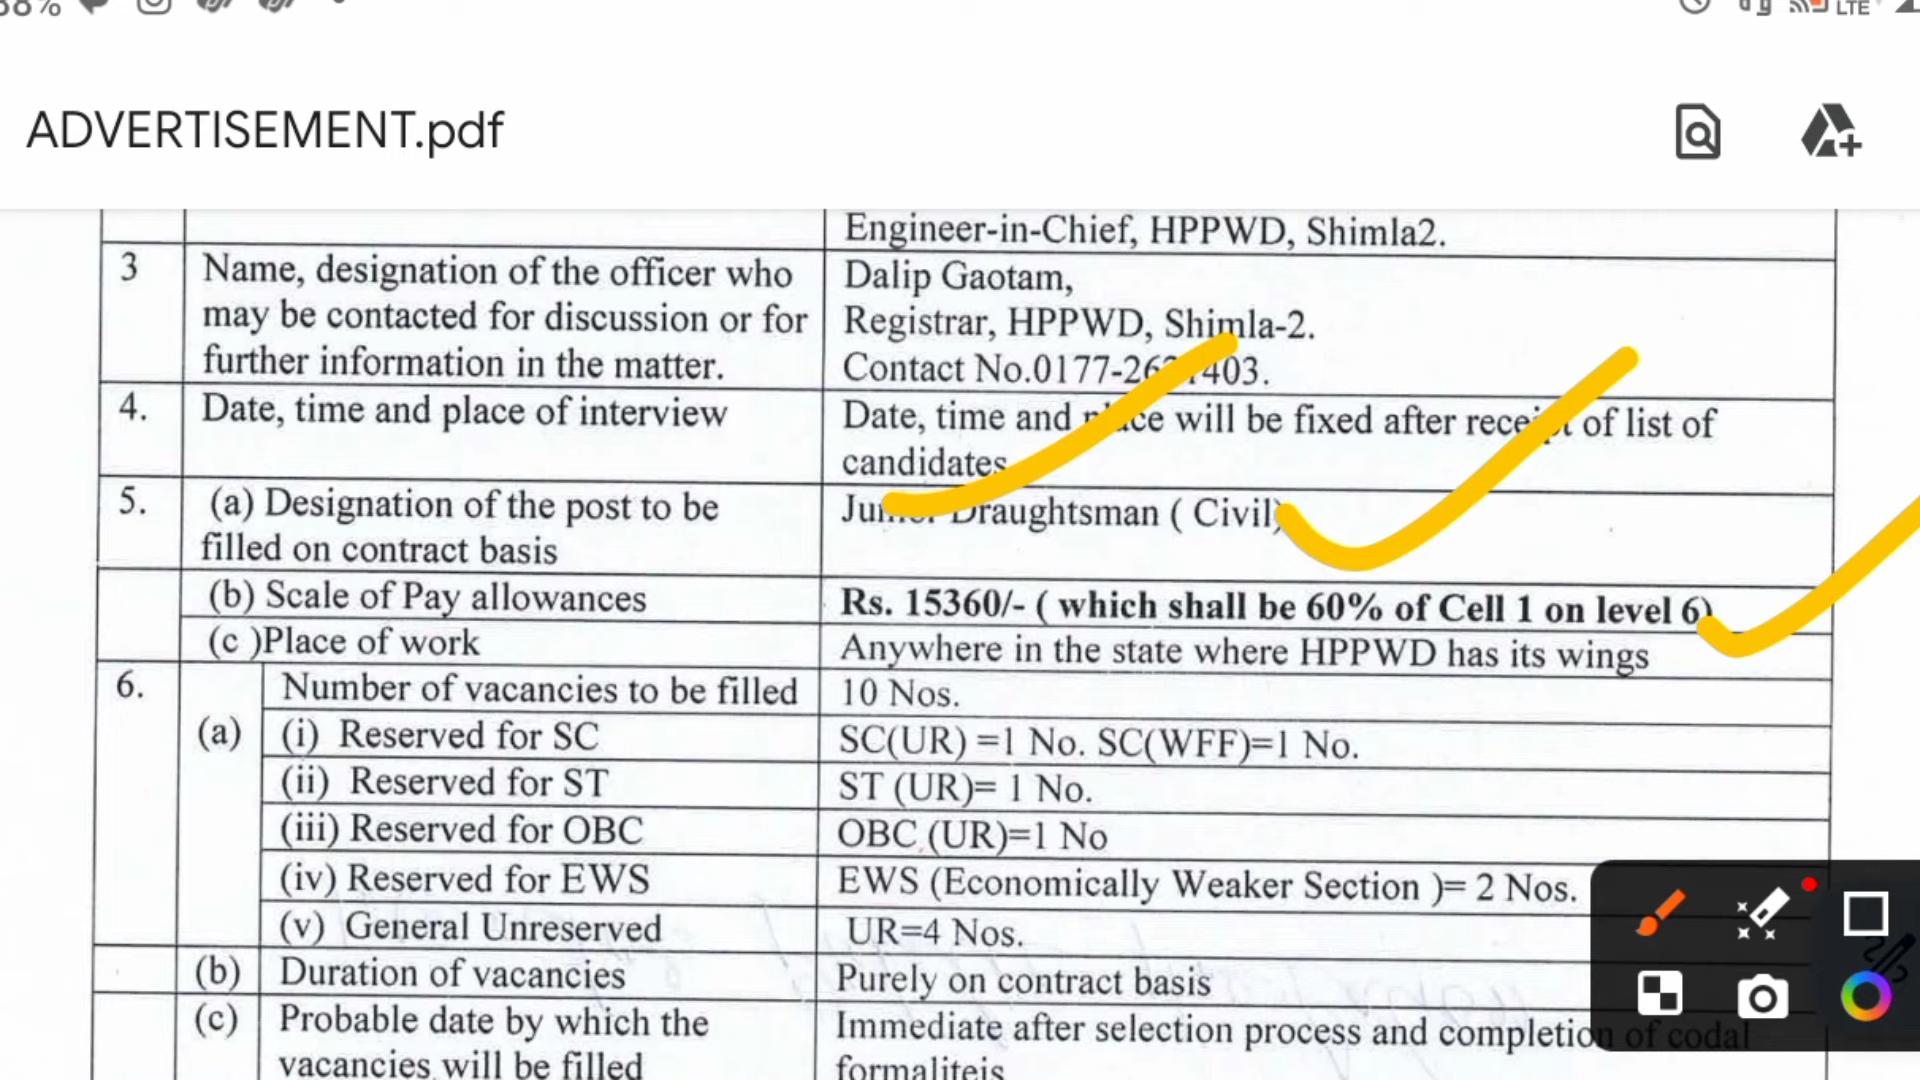 LTE
ADVERTISEMENT.pdf
Engineer-in-Chief, HPPWD, Shimla2.
3 Name, designation of the officer who
may be contacted for discussion or for
further information in the matter.
Dalip Gaotam,
Registrar, HPPWD, Shimla-2.
Contact No.0177-26
403.
4. Date, time and place of interview
Date, time and place will be fixed after receipt of list of
candidates
5. (a) Designation of the post to be
filled on contract basis
Junior Draughtsman ( Civil)
(b) Scale of Pay allowances
Rs. 15360/- ( which shall be 60% of Cell 1 on level 6)
(c )Place of work
Anywhere in the state where HPPWD has its wings
6. Number of vacancies to be filled
10 Nos.
(a) (i) Reserved for SC
SC(UR) =1 No. SC(WFF)=1 No.
(ii) Reserved for ST
ST (UR)= 1 No.
(iii) Reserved for OBC
OBC (UR)=1 No
(iv) Reserved for EWS
EWS (Economically Weaker Section )= 2 Nos.
(v) General Unreserved
UR=4 Nos.
(b) Duration of vacancies
Purely on contract basis
(c) Probable date by which the
vacancies will be filled
Immediate after selection process and completion of codal
formaliteis